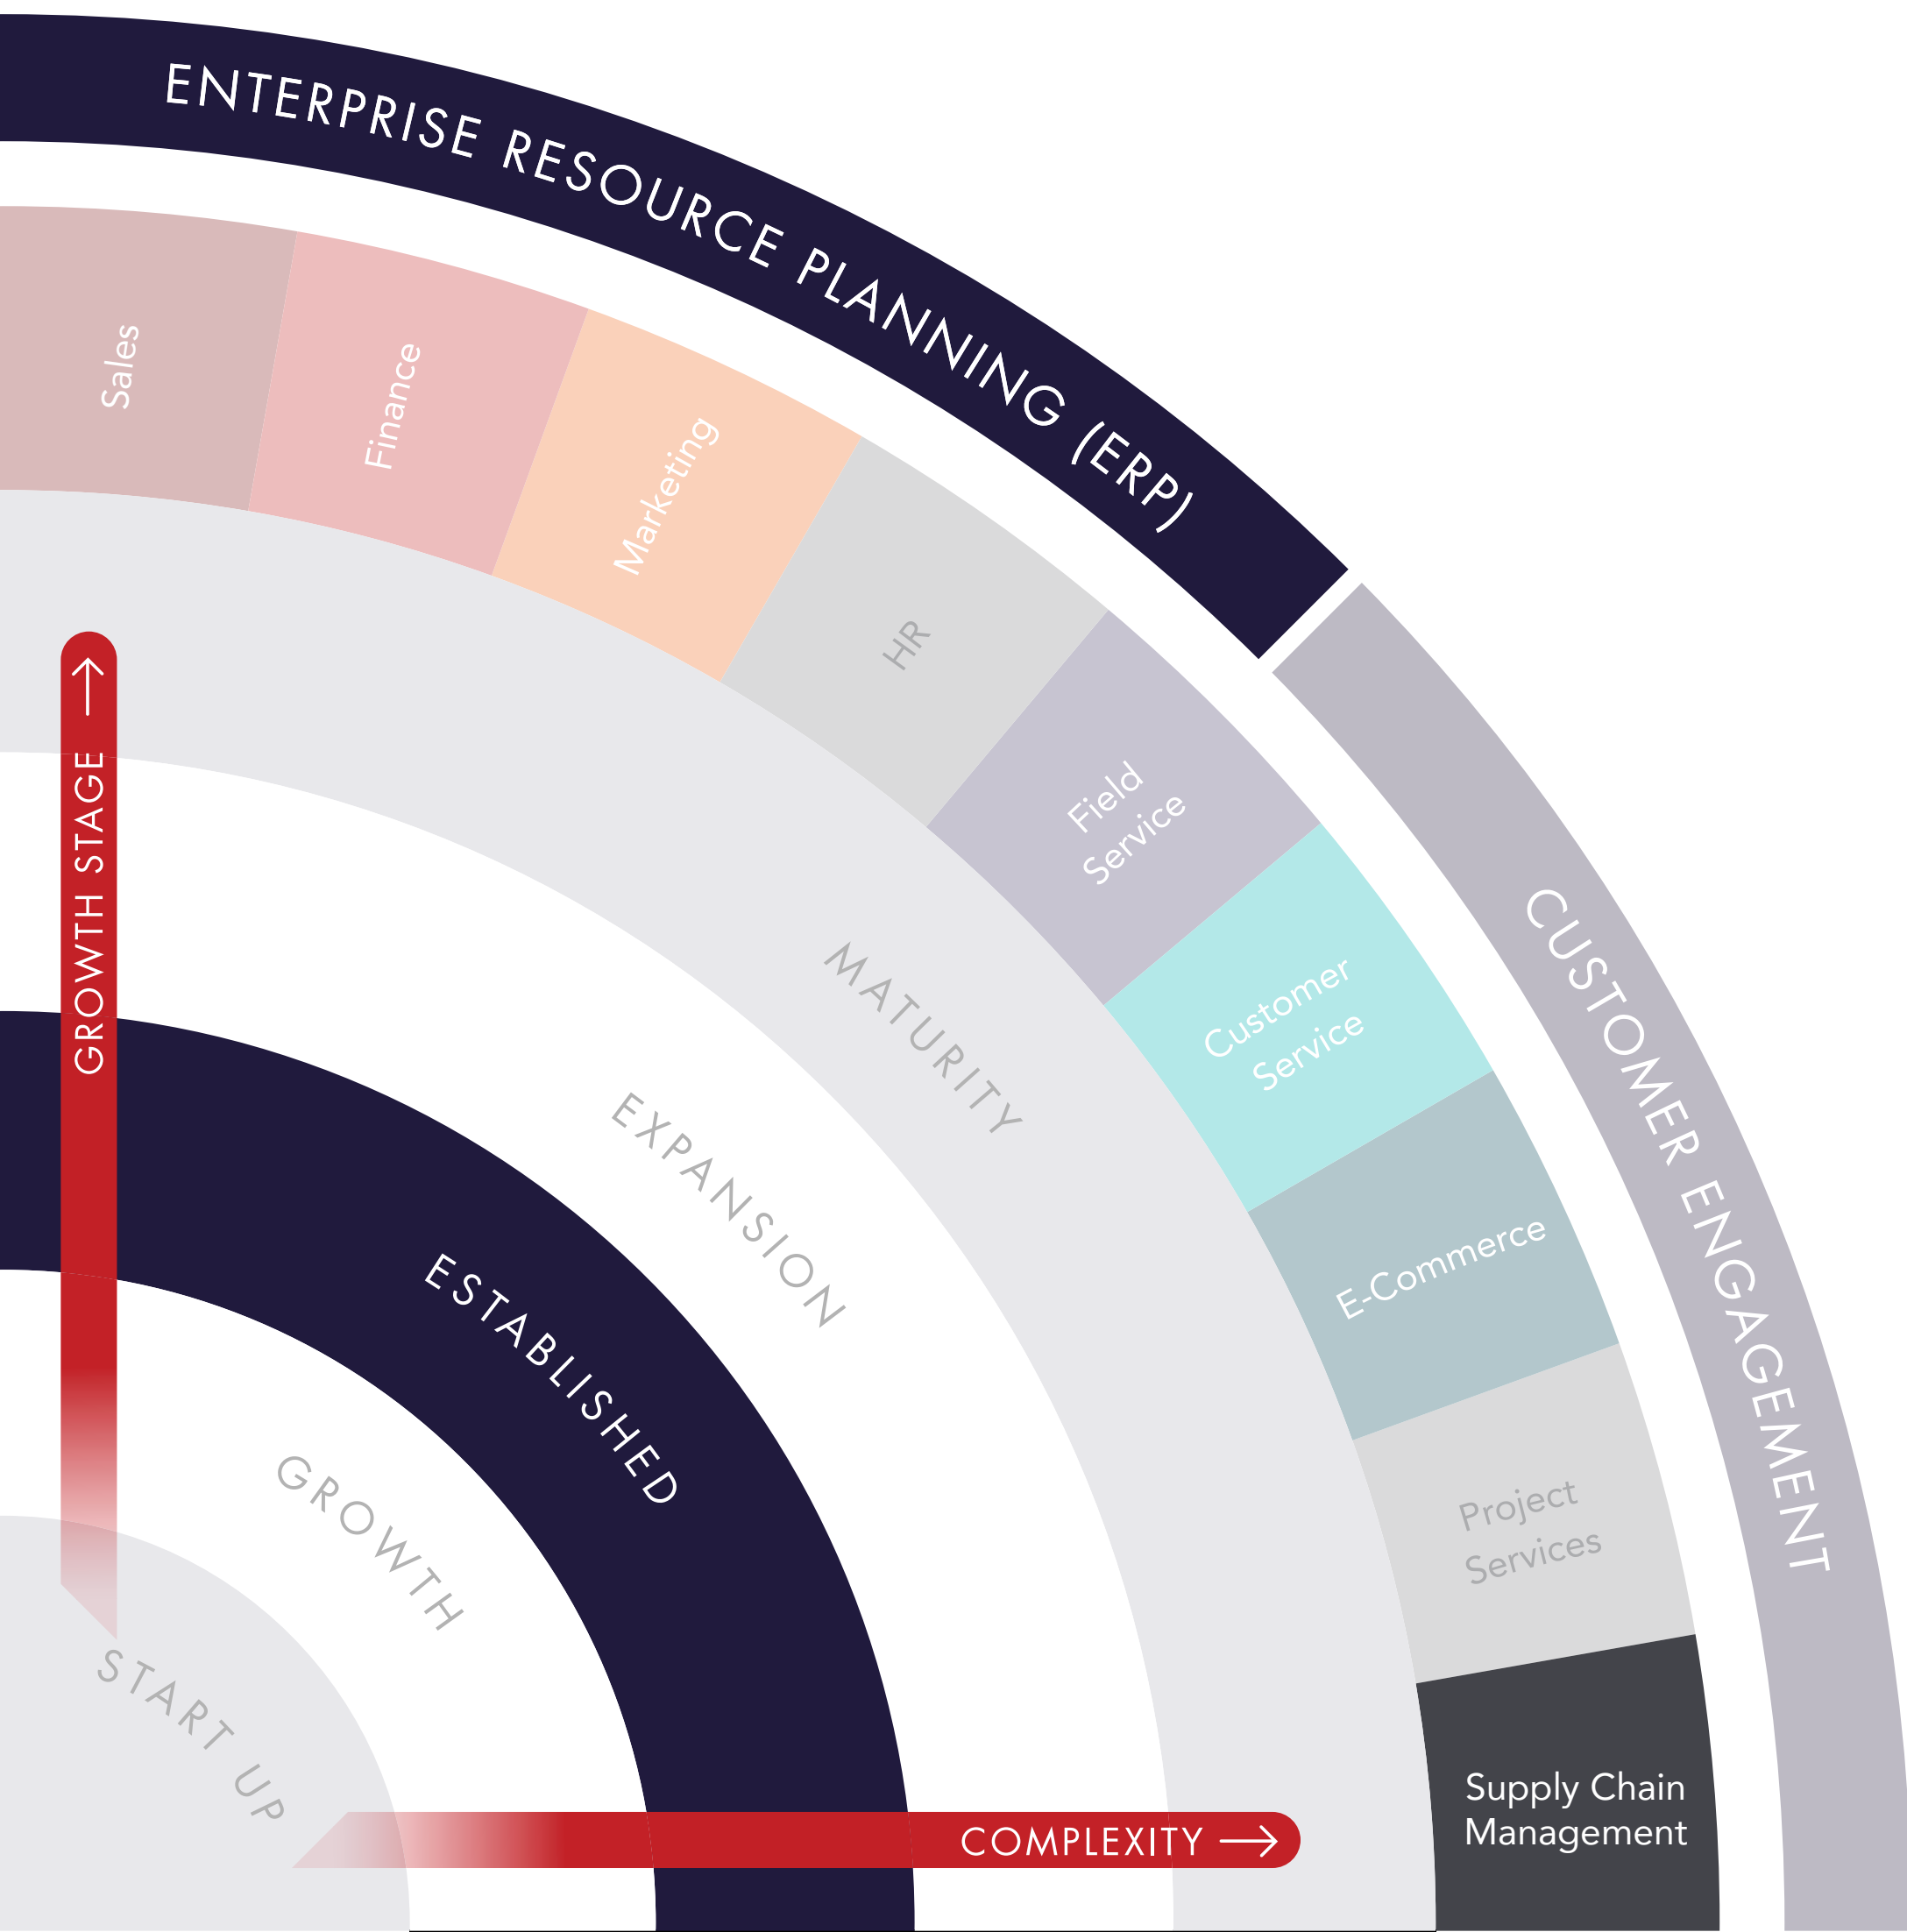 ENTERPRISE RESOURCE PLANNING (ERP)
CUSTOMER ENGAGEMENT
Sales
Finance
Marketing
HR
Field
Service
Customer
Service
E-Commerce
Project
Services
Supply Chain
Management
MATURITY
EXPANSION
ESTABLISHED
GROWTH
START UP
GROWTH STAGE
COMPLEXITY